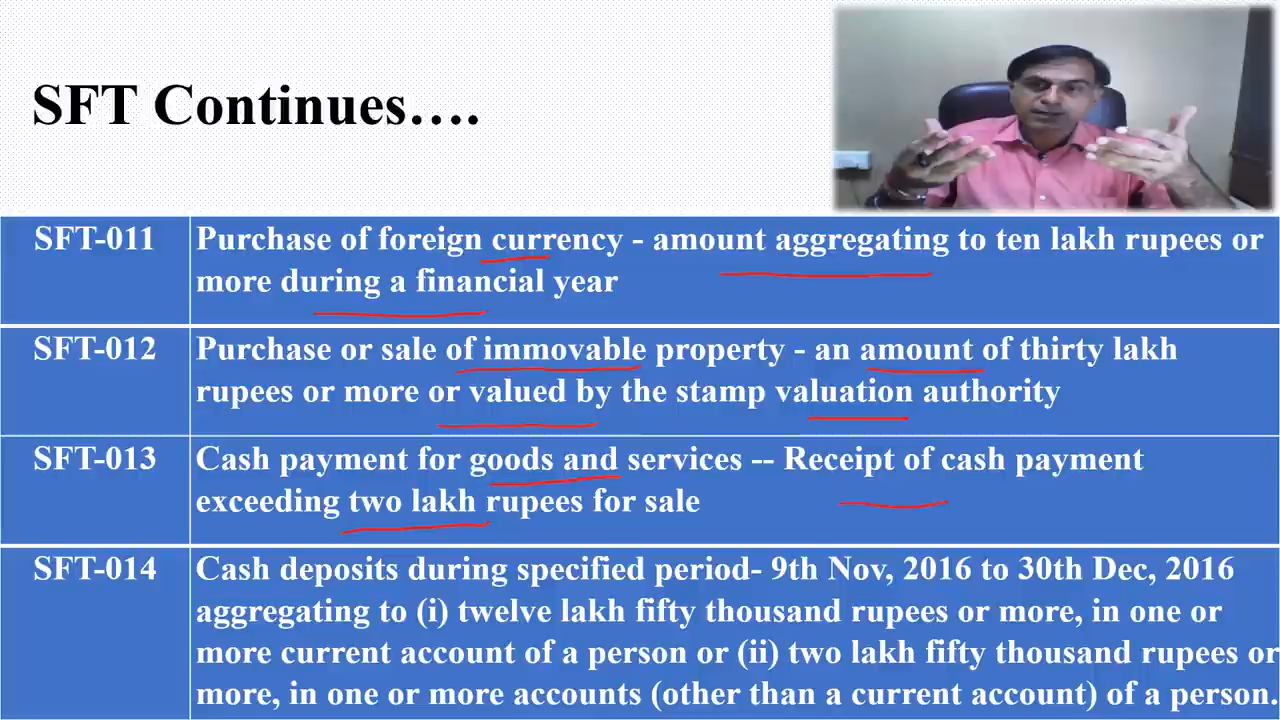 SFT Continues….
SFT-011
Purchase of foreign currency - amount aggregating to ten lakh rupees or
more during a financial year
SFT-012
Purchase or sale of immovable property - an amount of thirty lakh
rupees or more or valued by the stamp valuation authority
SFT-013
Cash payment for goods and services -- Receipt of cash payment
exceeding two lakh rupees for sale
SFT-014
Cash deposits during specified period- 9th Nov, 2016 to 30th Dec, 2016
aggregating to (i) twelve lakh fifty thousand rupees or more, in one or
more current account of a person or (ii) two lakh fifty thousand rupees or
more, in one or more accounts (other than a current account) of a person.